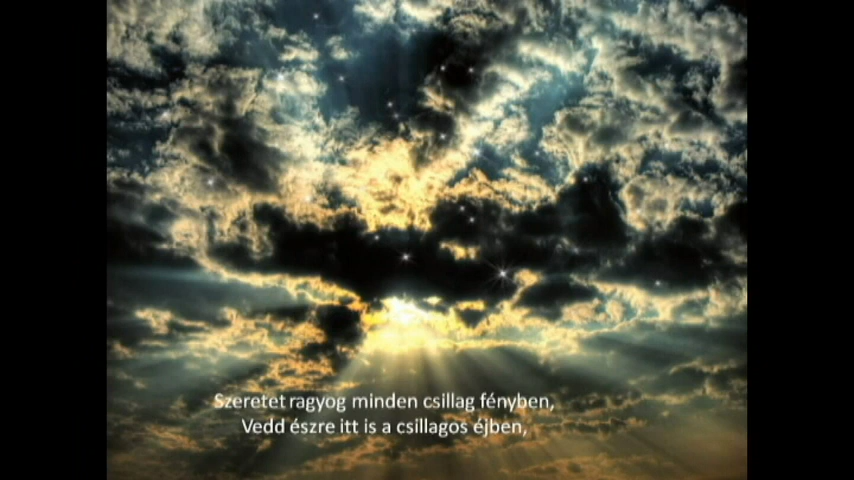 Szeretet ragyog minden csillag fényben,
Vedd észre itt is a csillagos éjben,